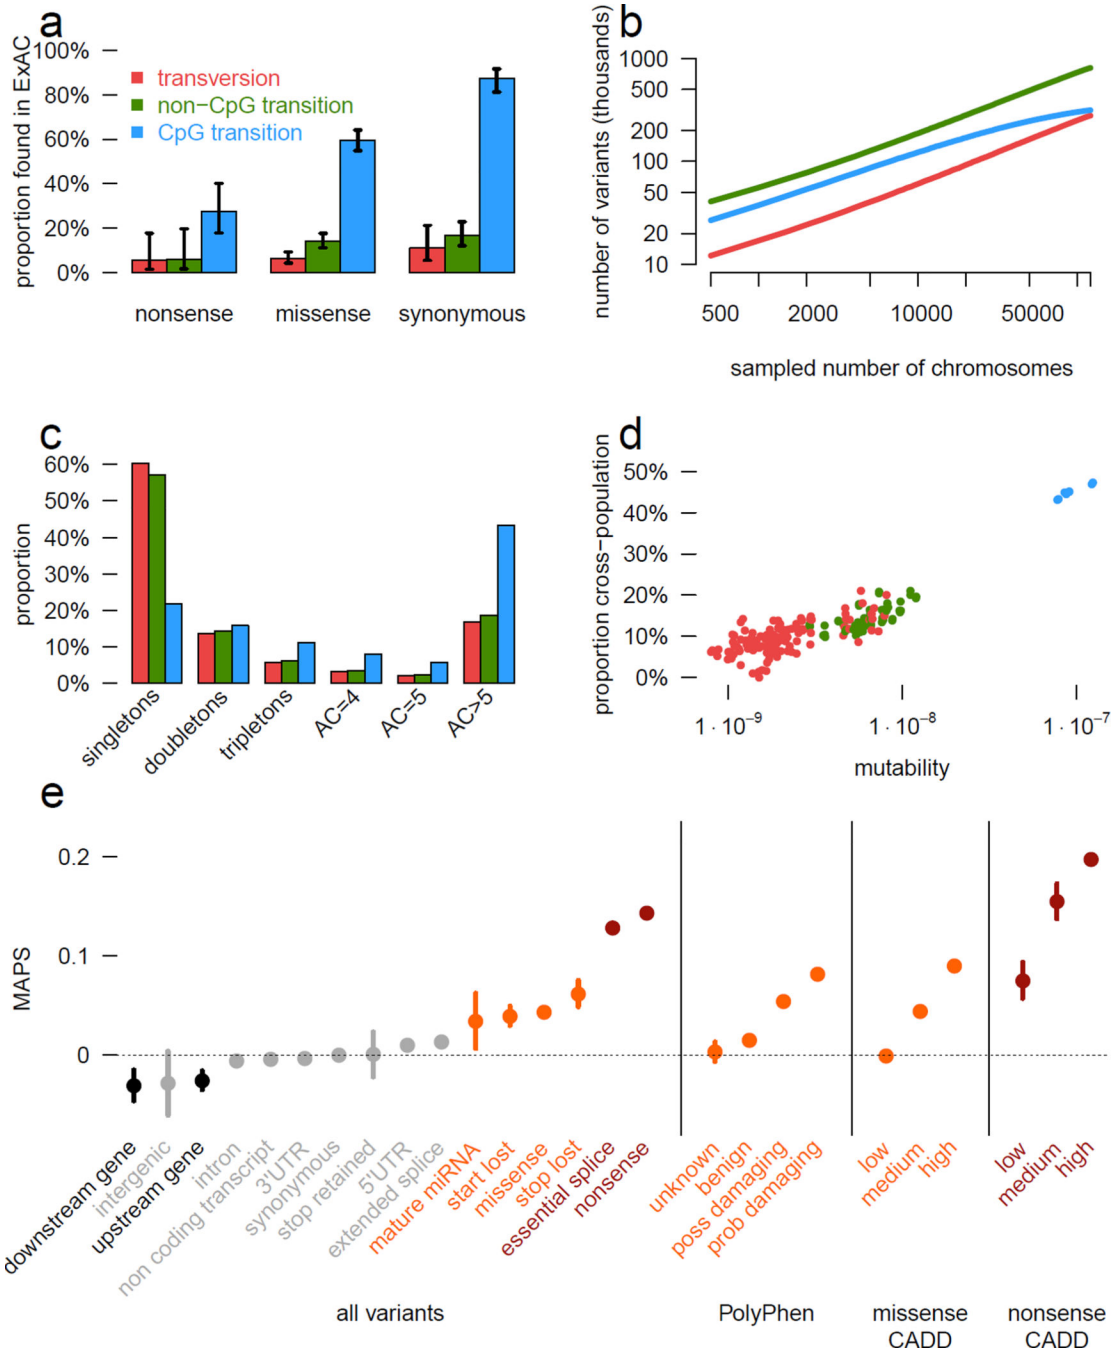 a
proportion found in ExAC
100%
80%
60%
40%
20%
0%
transversion
non−CpG transition
CpG transition
nonsense
missense
synonymous
b
number of variants (thousands)
1000
500
200
100
50
20
10
500
2000
10000
50000
sampled number of chromosomes
c
proportion
60%
50%
40%
30%
20%
10%
0%
singletons
doubletons
tripletons
AC=4
AC=5
AC>5
d
proportion cross−population
50%
40%
30%
20%
10%
0%
1 · 10⁻⁹
1 · 10⁻⁸
1 · 10⁻⁷
mutability
e
MAPS
0.2
0.1
0
downstream gene
intergenic
upstream gene
intron
non coding transcript
3'UTR
synonymous
stop retained
5'UTR
extended splice
mature miRNA
start lost
missense
stop lost
essential splice
nonsense
unknown
benign
poss damaging
prob damaging
low
medium
high
low
medium
high
all variants
PolyPhen
missense
CADD
nonsense
CADD